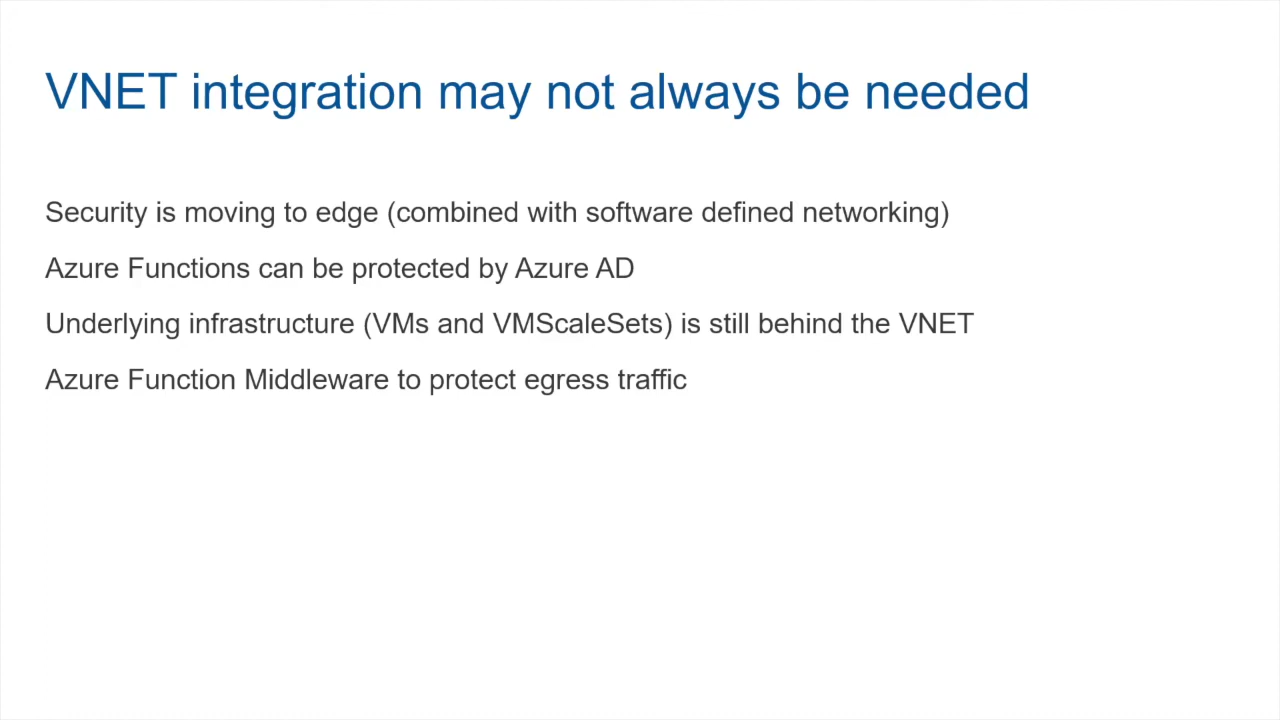 VNET integration may not always be needed
Security is moving to edge (combined with software defined networking)
Azure Functions can be protected by Azure AD
Underlying infrastructure (VMs and VMScaleSets) is still behind the VNET
Azure Function Middleware to protect egress traffic